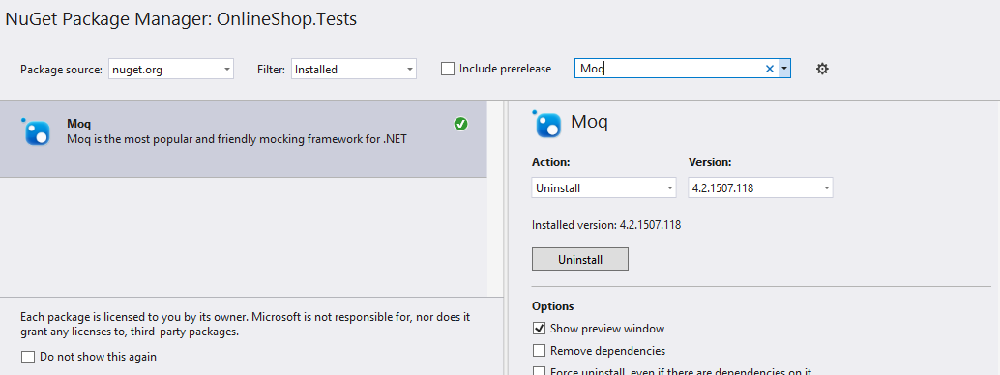 NuGet Package Manager: OnlineShop.Tests
Package source: nuget.org Filter: Installed Include prerelease Moq
Moq
Moq is the most popular and friendly mocking framework for .NET
Each package is licensed to you by its owner. Microsoft is not responsible for, nor does it
grant any licenses to, third-party packages.
Do not show this again
Moq
Action: Version:
Uninstall 4.2.1507.118
Installed version: 4.2.1507.118
Uninstall
Options
Show preview window
Remove dependencies
Force uninstall, even if there are dependencies on it